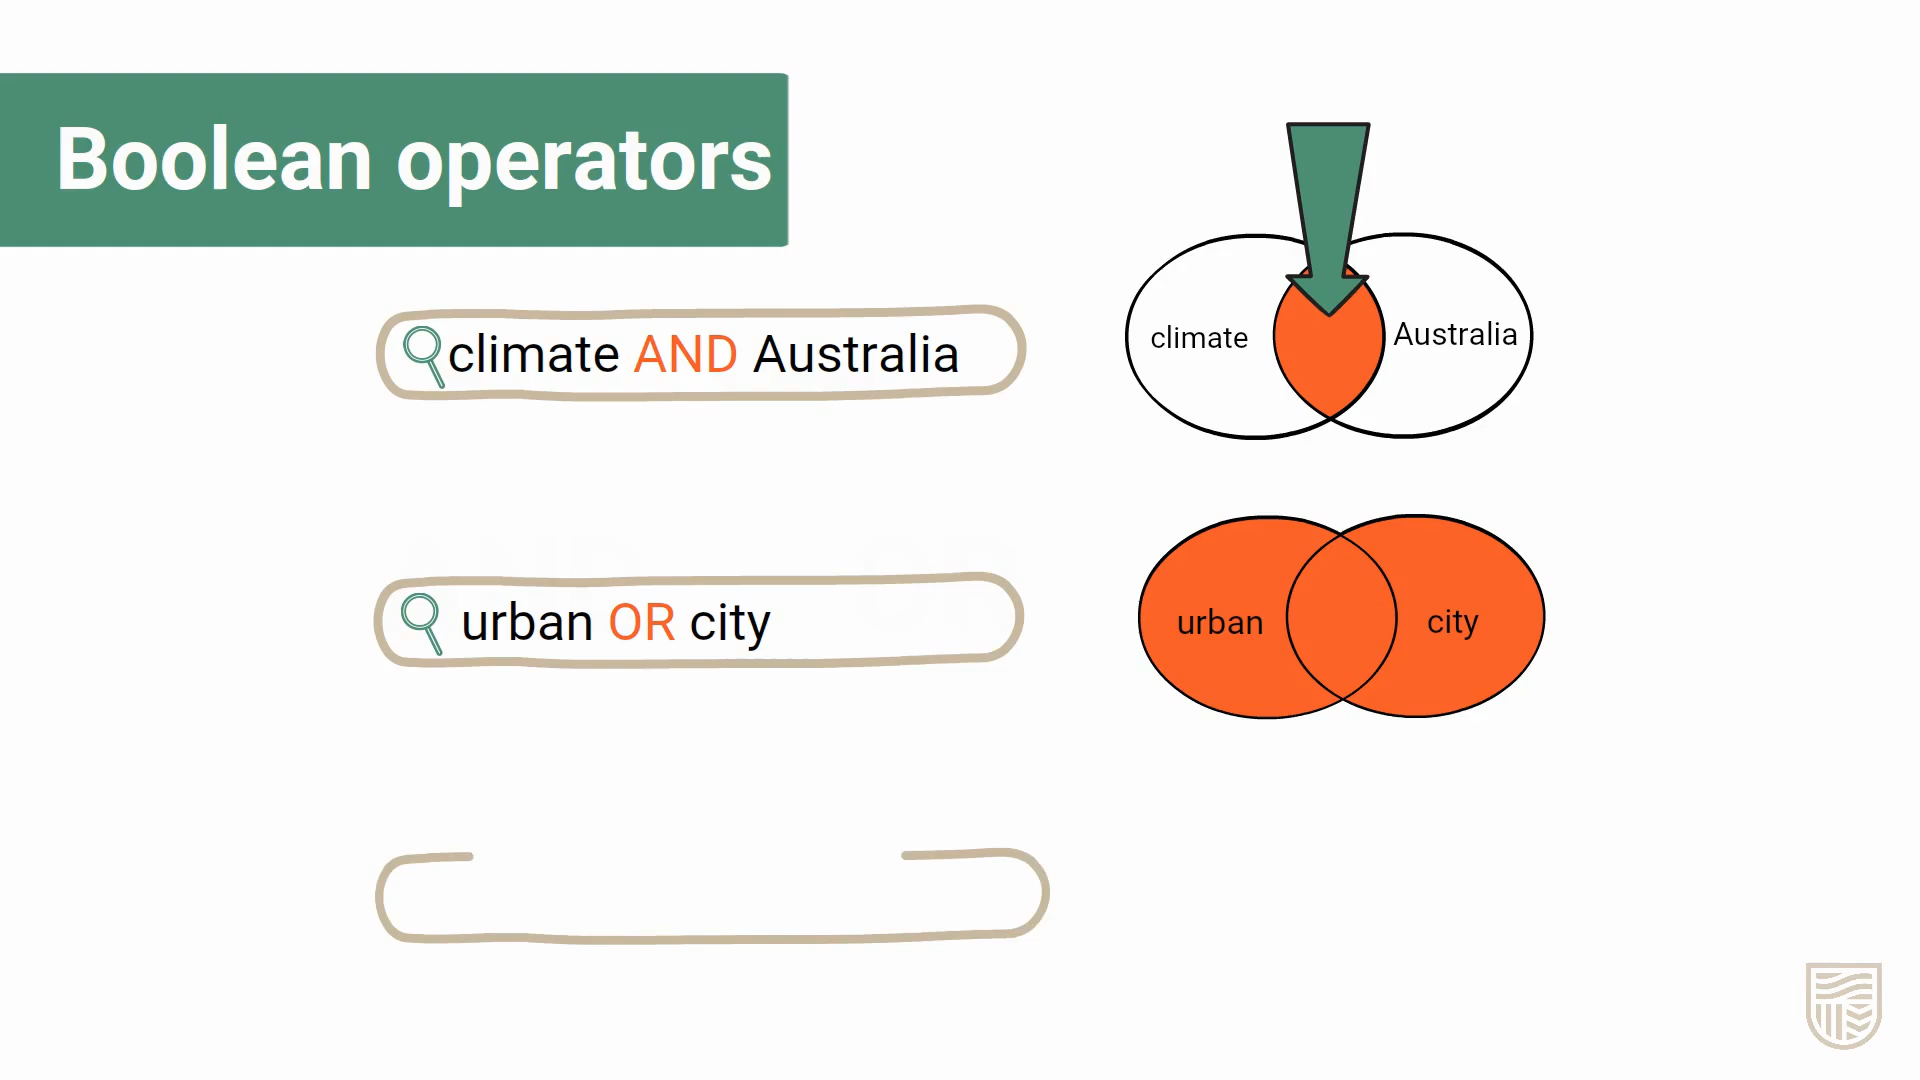 Boolean operators
climate AND Australia
climate
Australia
urban OR city
urban
city